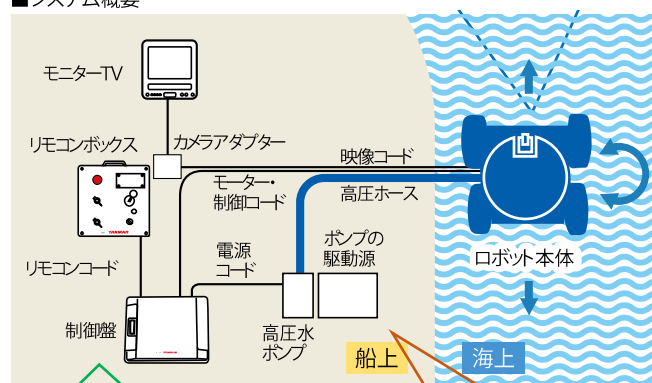 ■システム概要
モニターTV
カメラアダプター
リモコンボックス
映像コード
モーター・
制御コード
高圧ホース
YANMAR
リモコンコード
電源
コード
ポンプの
駆動源
ロボット本体
制御盤
高圧水
ポンプ
船上
海上